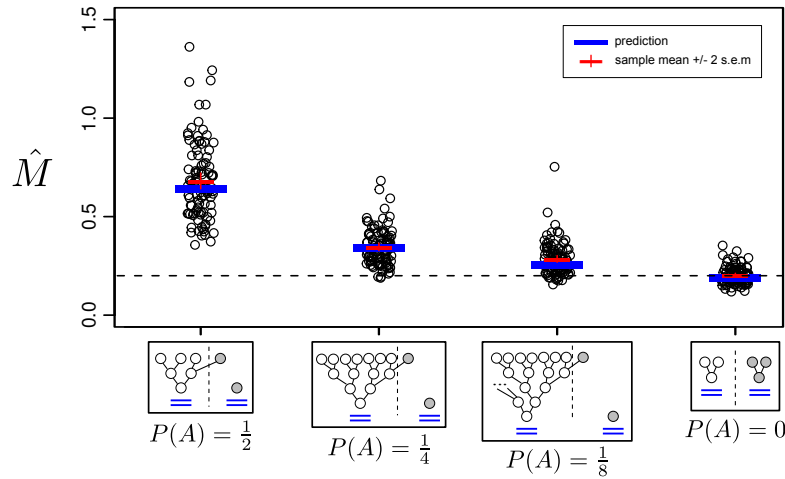 1.5
1.0
0.5
0.0
M̂
prediction
sample mean +/- 2 s.e.m
P(A) = 1/2
P(A) = 1/4
P(A) = 1/8
P(A) = 0